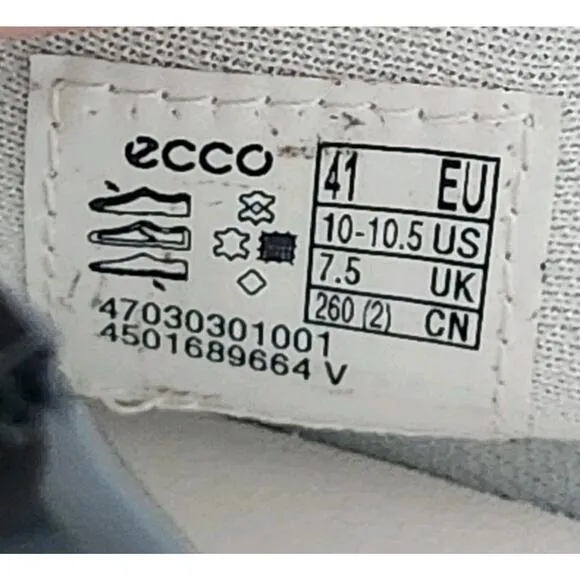 ecco
41 EU
10-10.5 US
7.5 UK
260 (2) CN
47030301001
4501689664 V